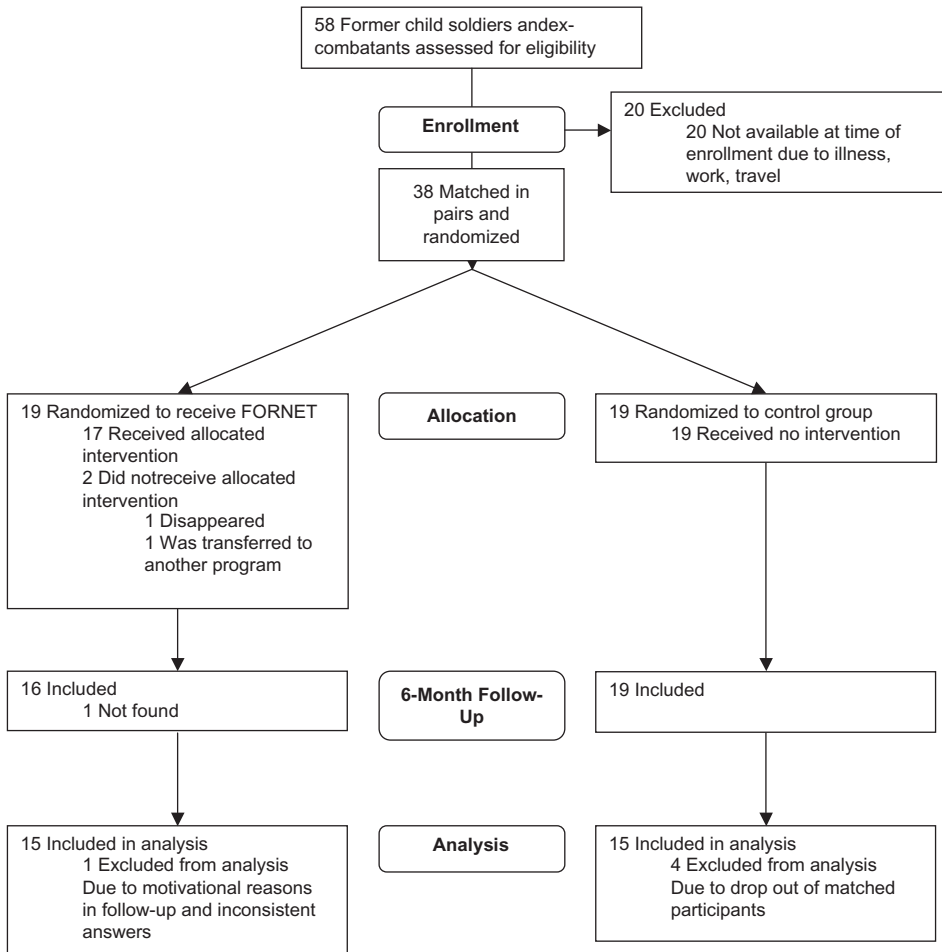 58 Former child soldiers andex-
combatants assessed for eligibility
Enrollment
20 Excluded
20 Not available at time of
enrollment due to illness,
work, travel
38 Matched in
pairs and
randomized
19 Randomized to receive FORNET
17 Received allocated
intervention
2 Did notreceive allocated
intervention
1 Disappeared
1 Was transferred to
another program
Allocation
19 Randomized to control group
19 Received no intervention
16 Included
1 Not found
6-Month Follow-
Up
19 Included
15 Included in analysis
1 Excluded from analysis
Due to motivational reasons
in follow-up and inconsistent
answers
Analysis
15 Included in analysis
4 Excluded from analysis
Due to drop out of matched
participants